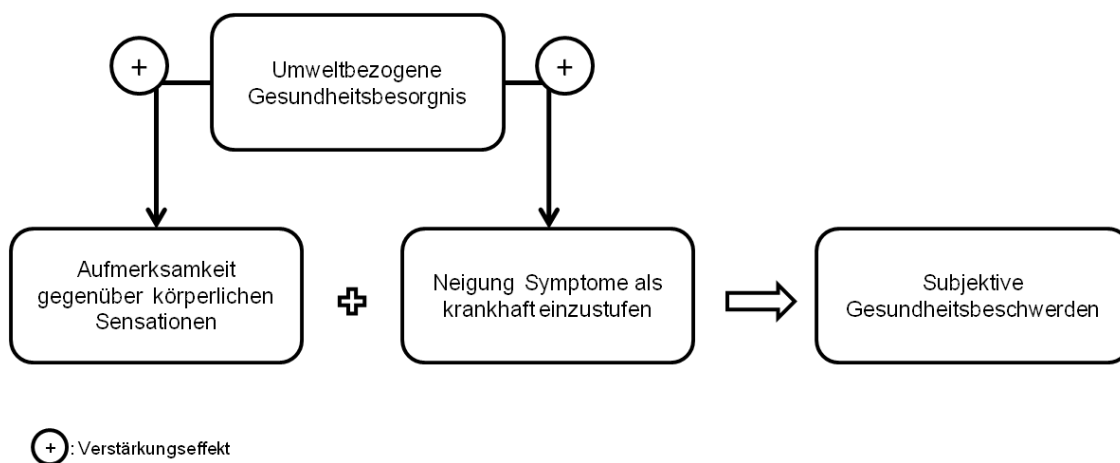 +
+
Umweltbezogene
Gesundheitsbesorgnis
Aufmerksamkeit
gegenüber körperlichen
Sensationen
Neigung Symptome als
krankhaft einzustufen
Subjektive
Gesundheitsbeschwerden
+ : Verstärkungseffekt